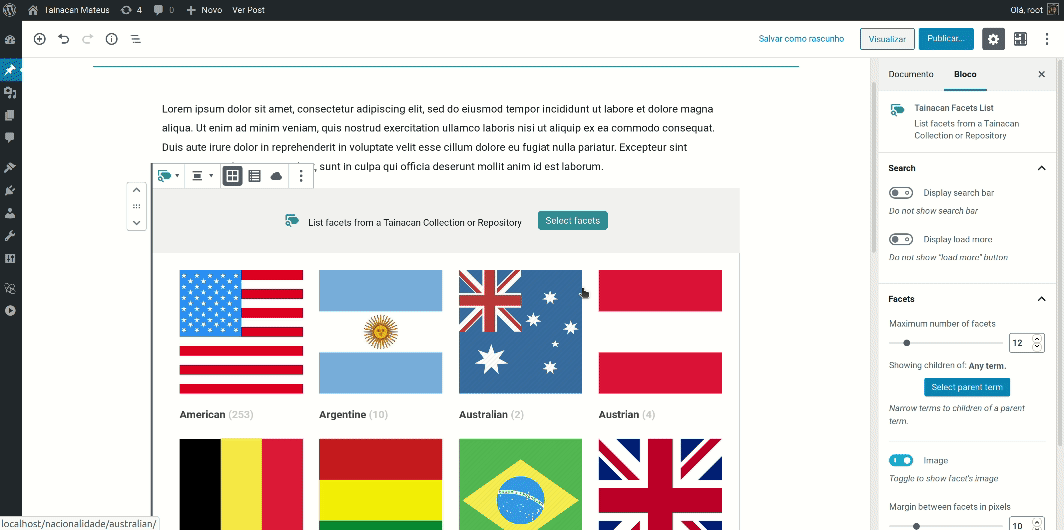 Tainacan Mateus
4
0
Novo
Ver Post
Olá, root
Salvar como rascunho
Visualizar
Publicar...
Documento
Bloco
Tainacan Facets List
List facets from a Tainacan Collection or Repository
Search
Display search bar
Do not show search bar
Display load more
Do not show "load more" button
Facets
Maximum number of facets
12
Showing children of: Any term.
Select parent term
Narrow terms to children of a parent
term.
Image
Toggle to show facet's image
Margin between facets in pixels
10
Lorem ipsum dolor sit amet, consectetur adipiscing elit, sed do eiusmod tempor incididunt ut labore et dolore magna
aliqua. Ut enim ad minim veniam, quis nostrud exercitation ullamco laboris nisi ut aliquip ex ea commodo consequat.
Duis aute irure dolor in reprehenderit in voluptate velit esse cillum dolore eu fugiat nulla pariatur. Excepteur sint
, sunt in culpa qui officia deserunt mollit anim id est laborum.
List facets from a Tainacan Collection or Repository
Select facets
American (253)
Argentine (10)
Australian (2)
Austrian (4)
localhost/nacionalidade/australian/